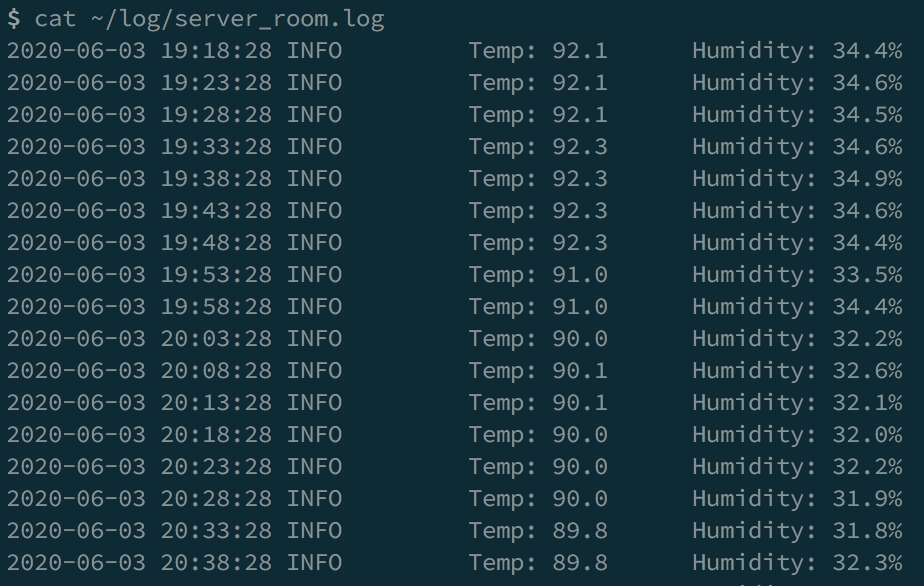 $ cat ~/log/server_room.log
2020-06-03 19:18:28 INFO Temp: 92.1 Humidity: 34.4%
2020-06-03 19:23:28 INFO Temp: 92.1 Humidity: 34.6%
2020-06-03 19:28:28 INFO Temp: 92.1 Humidity: 34.5%
2020-06-03 19:33:28 INFO Temp: 92.3 Humidity: 34.6%
2020-06-03 19:38:28 INFO Temp: 92.3 Humidity: 34.9%
2020-06-03 19:43:28 INFO Temp: 92.3 Humidity: 34.6%
2020-06-03 19:48:28 INFO Temp: 92.3 Humidity: 34.4%
2020-06-03 19:53:28 INFO Temp: 91.0 Humidity: 33.5%
2020-06-03 19:58:28 INFO Temp: 91.0 Humidity: 34.4%
2020-06-03 20:03:28 INFO Temp: 90.0 Humidity: 32.2%
2020-06-03 20:08:28 INFO Temp: 90.1 Humidity: 32.6%
2020-06-03 20:13:28 INFO Temp: 90.1 Humidity: 32.1%
2020-06-03 20:18:28 INFO Temp: 90.0 Humidity: 32.0%
2020-06-03 20:23:28 INFO Temp: 90.0 Humidity: 32.2%
2020-06-03 20:28:28 INFO Temp: 90.0 Humidity: 31.9%
2020-06-03 20:33:28 INFO Temp: 89.8 Humidity: 31.8%
2020-06-03 20:38:28 INFO Temp: 89.8 Humidity: 32.3%